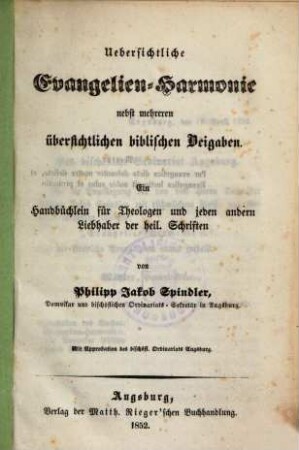 Uebersichtliche
Evangelien-Harmonie
nebst mehreren
übersichtlichen biblischen Beigaben.
Ein
Handbüchlein für Theologen und jeden andern
Liebhaber der heil. Schriften
von
Philipp Jakob Spindler,
Domvikar und bischöflichen Ordinariats-Sekretär in Augsburg.
Mit Approbation des bischöfl. Ordinariats Augsburg.
Augsburg,
Verlag der Matth. Rieger'schen Buchhandlung.
1852.